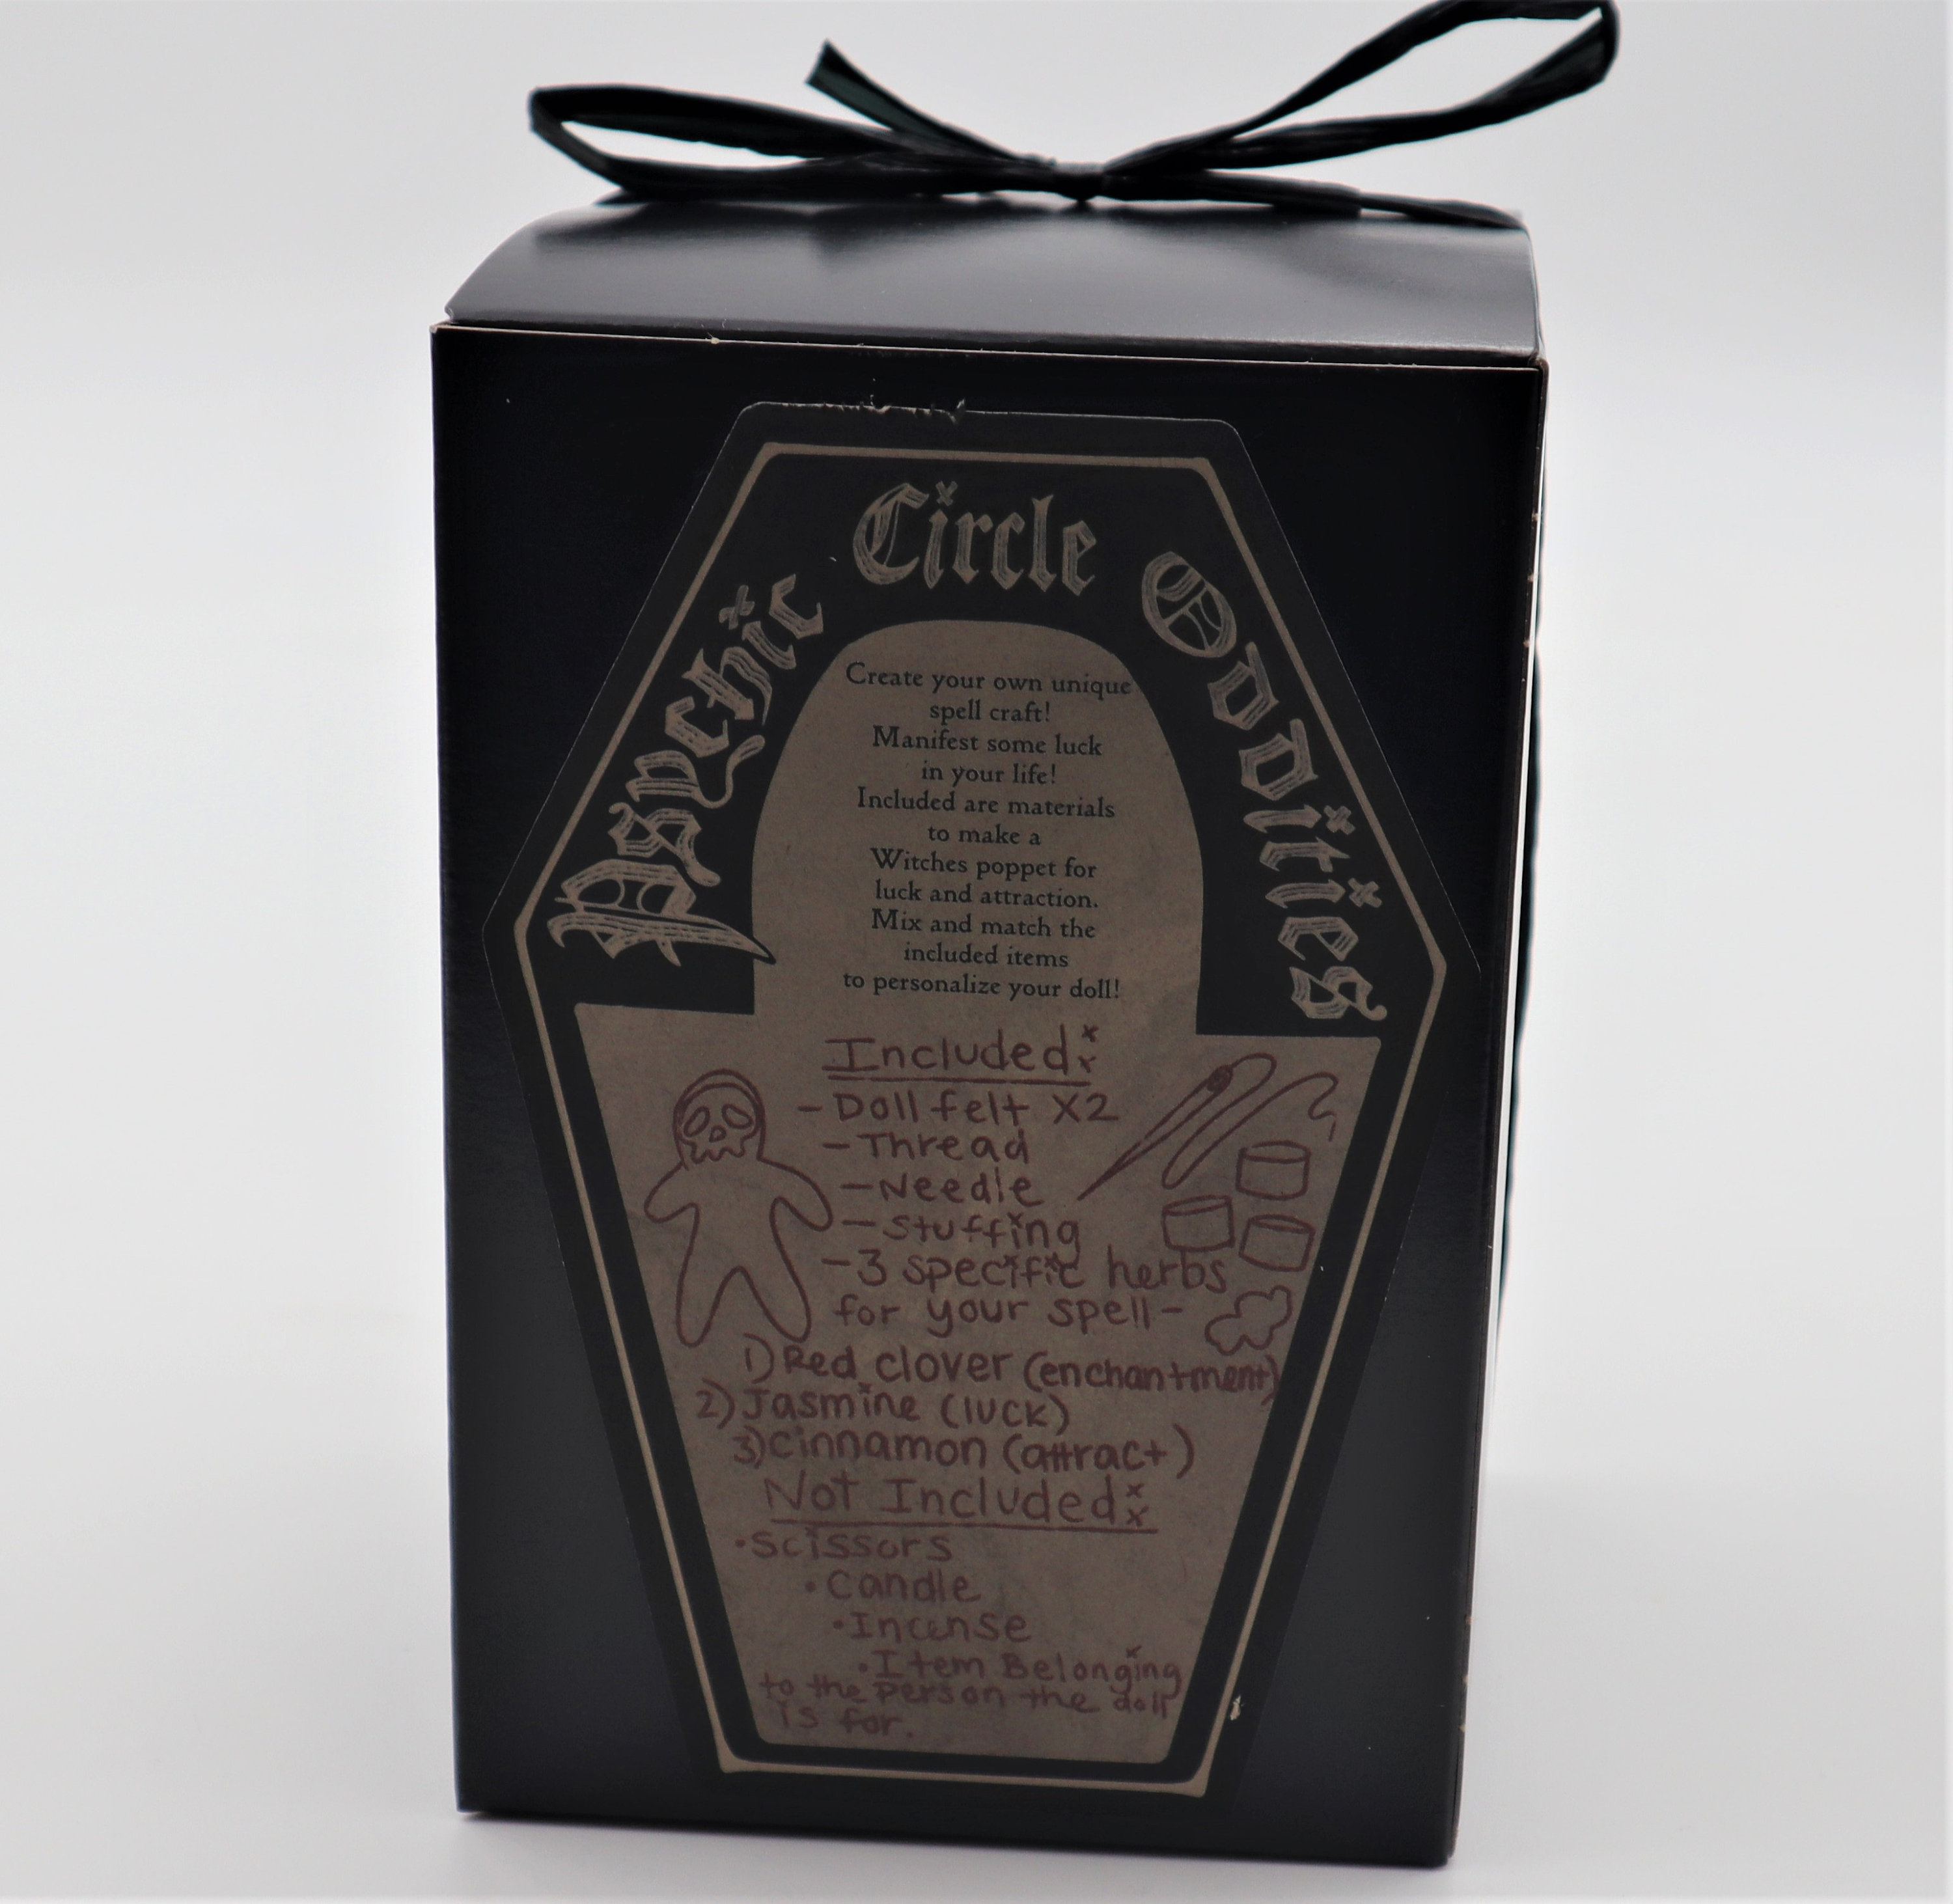 Psychic Circle Oddities
Create your own unique
spell craft!
Manifest some luck
in your life!
Included are materials
to make a
Witches poppet for
luck and attraction.
Mix and match the
included items
to personalize your doll!
Included:
-Doll felt X2
-Thread
-Needle
-Stuffing
-3 specific herbs
for your spell-
1) Red clover (enchantment)
2) Jasmine (luck)
3) cinnamon (attract)
Not Included:
•Scissors
•Candle
•Incense
•Item Belonging
to the person the doll
is for.